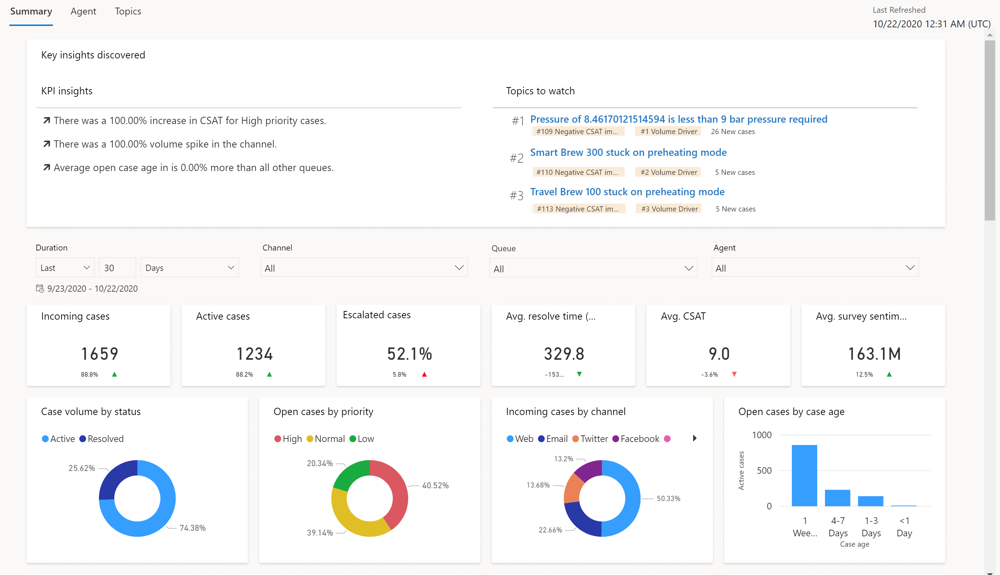 Summary Agent Topics
Last Refreshed
10/22/2020 12:31 AM (UTC)
Key insights discovered
KPI insights
There was a 100.00% increase in CSAT for High priority cases.
There was a 100.00% volume spike in the channel.
Average open case age in is 0.00% more than all other queues.
Topics to watch
#1 Pressure of 8.46170121514594 is less than 9 bar pressure required
#109 Negative CSAT im... #1 Volume Driver 26 New cases
#2 Smart Brew 300 stuck on preheating mode
#110 Negative CSAT im... #2 Volume Driver 5 New cases
#3 Travel Brew 100 stuck on preheating mode
#113 Negative CSAT im... #3 Volume Driver 5 New cases
Duration
Last 30 Days
9/23/2020 - 10/22/2020
Channel
All
Queue
All
Agent
All
Incoming cases
1659
88.8%
Active cases
1234
88.2%
Escalated cases
52.1%
5.8%
Avg. resolve time (...
329.8
-153....
Avg. CSAT
9.0
-3.6%
Avg. survey sentim...
163.1M
12.5%
Case volume by status
Active Resolved
25.62%
74.38%
Open cases by priority
High Normal Low
20.34%
40.52%
39.14%
Incoming cases by channel
Web Email Twitter Facebook
13.2%
13.68%
50.33%
22.66%
Open cases by case age
Active cases
1000
500
0
1 Wee...
4-7 Days
1-3 Days
<1 Day
Case age